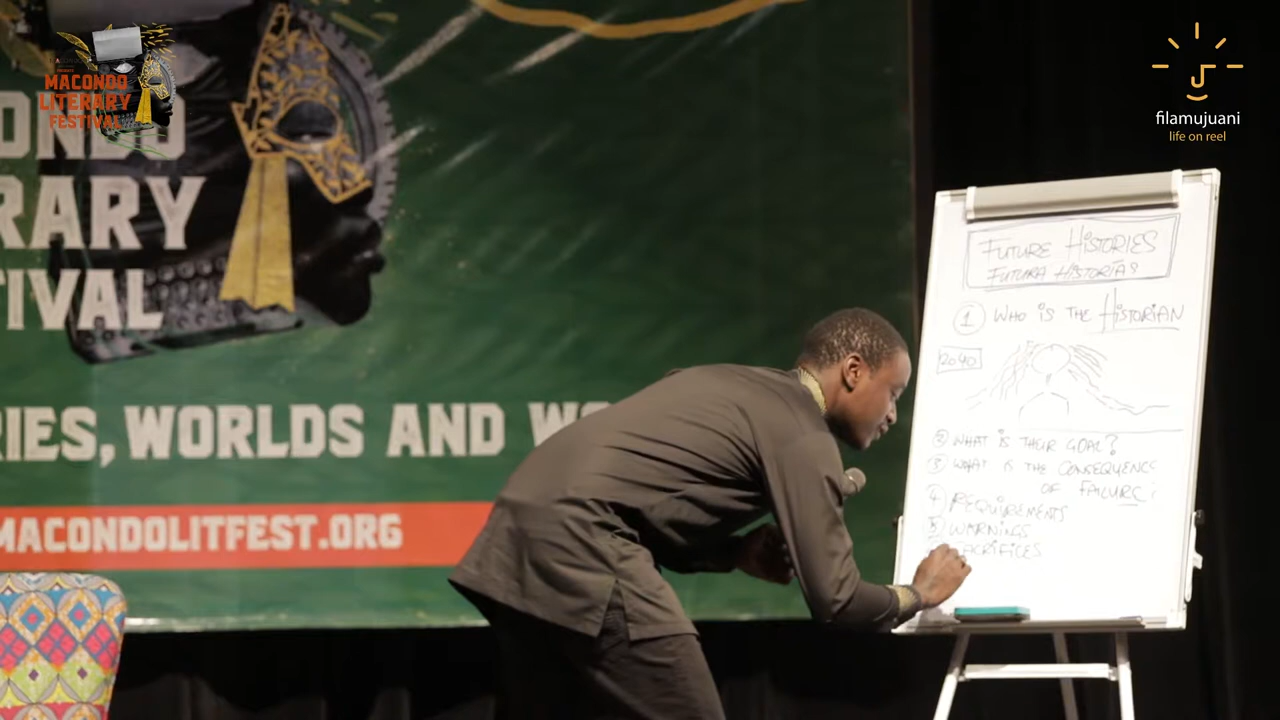 MACONDO
LITERARY
FESTIVAL
ONDO
RARY
TIVAL
RIES, WORLDS AND WO
MACONDOLITFEST.ORG
filamujuani
life on reel
FUTURE HISTORIES
FUTURA HISTORIAS
1 WHO IS THE HISTORIAN
2040
2 WHAT IS THEIR GOAL?
3 WHAT IS THE CONSEQUENCE
OF FAILURE?
4 REQUIREMENTS
5 WARNINGS
SACRIFICES